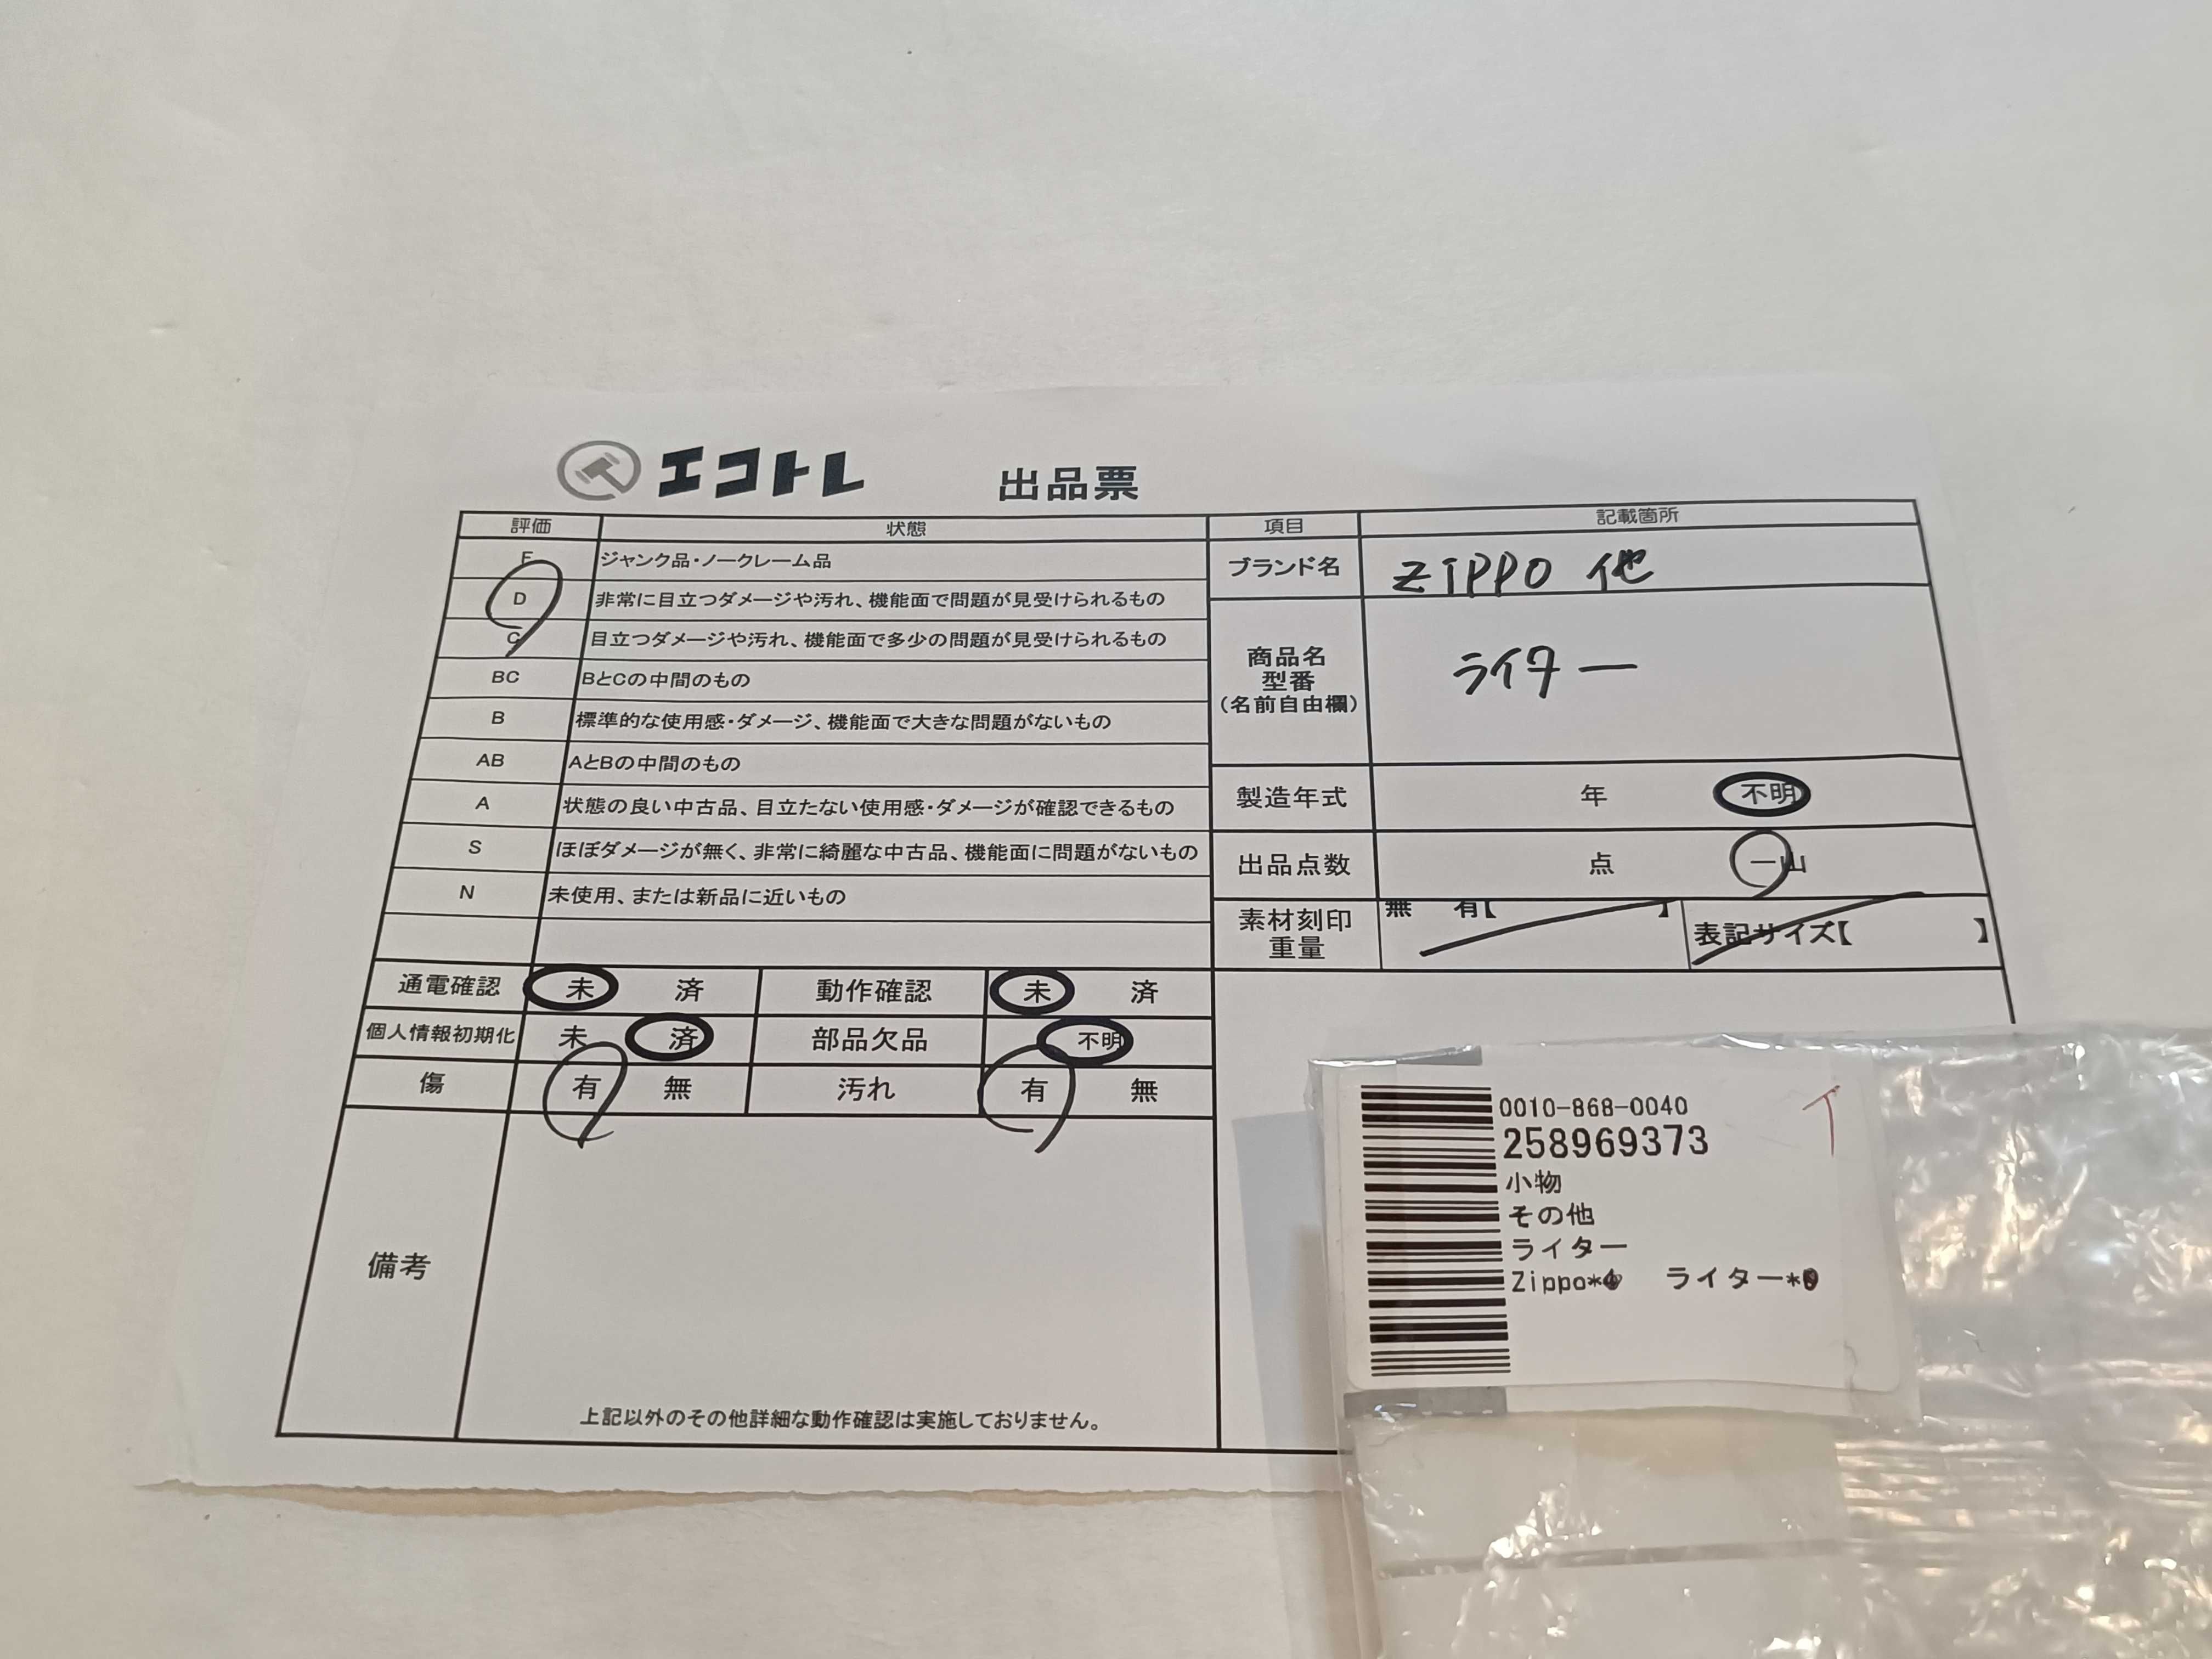 エコトレ 出品票
評価 状態 項目 記載箇所
ジャンク品・ノークレーム品
D 非常に目立つダメージや汚れ、機能面で問題が見受けられるもの
C 目立つダメージや汚れ、機能面で多少の問題が見受けられるもの
BC BとCの中間のもの
B 標準的な使用感・ダメージ、機能面で大きな問題がないもの
AB AとBの中間のもの
A 状態の良い中古品、目立たない使用感・ダメージが確認できるもの
S ほぼダメージが無く、非常に綺麗な中古品、機能面に問題がないもの
N 未使用、または新品に近いもの
ブランド名 ZIPPO 他
商品名
型番
(名前自由欄)
ライター
製造年式 年 不明
出品点数 点 一山
素材刻印
重量
無 有【 】 表記サイズ【 】
通電確認 未 済 動作確認 未 済
個人情報初期化 未 済 部品欠品 不明
傷 有 無 汚れ 有 無
備考
上記以外のその他詳細な動作確認は実施しておりません。
0010-868-0040
258969373
小物
その他
ライター
Zippo* ライター*